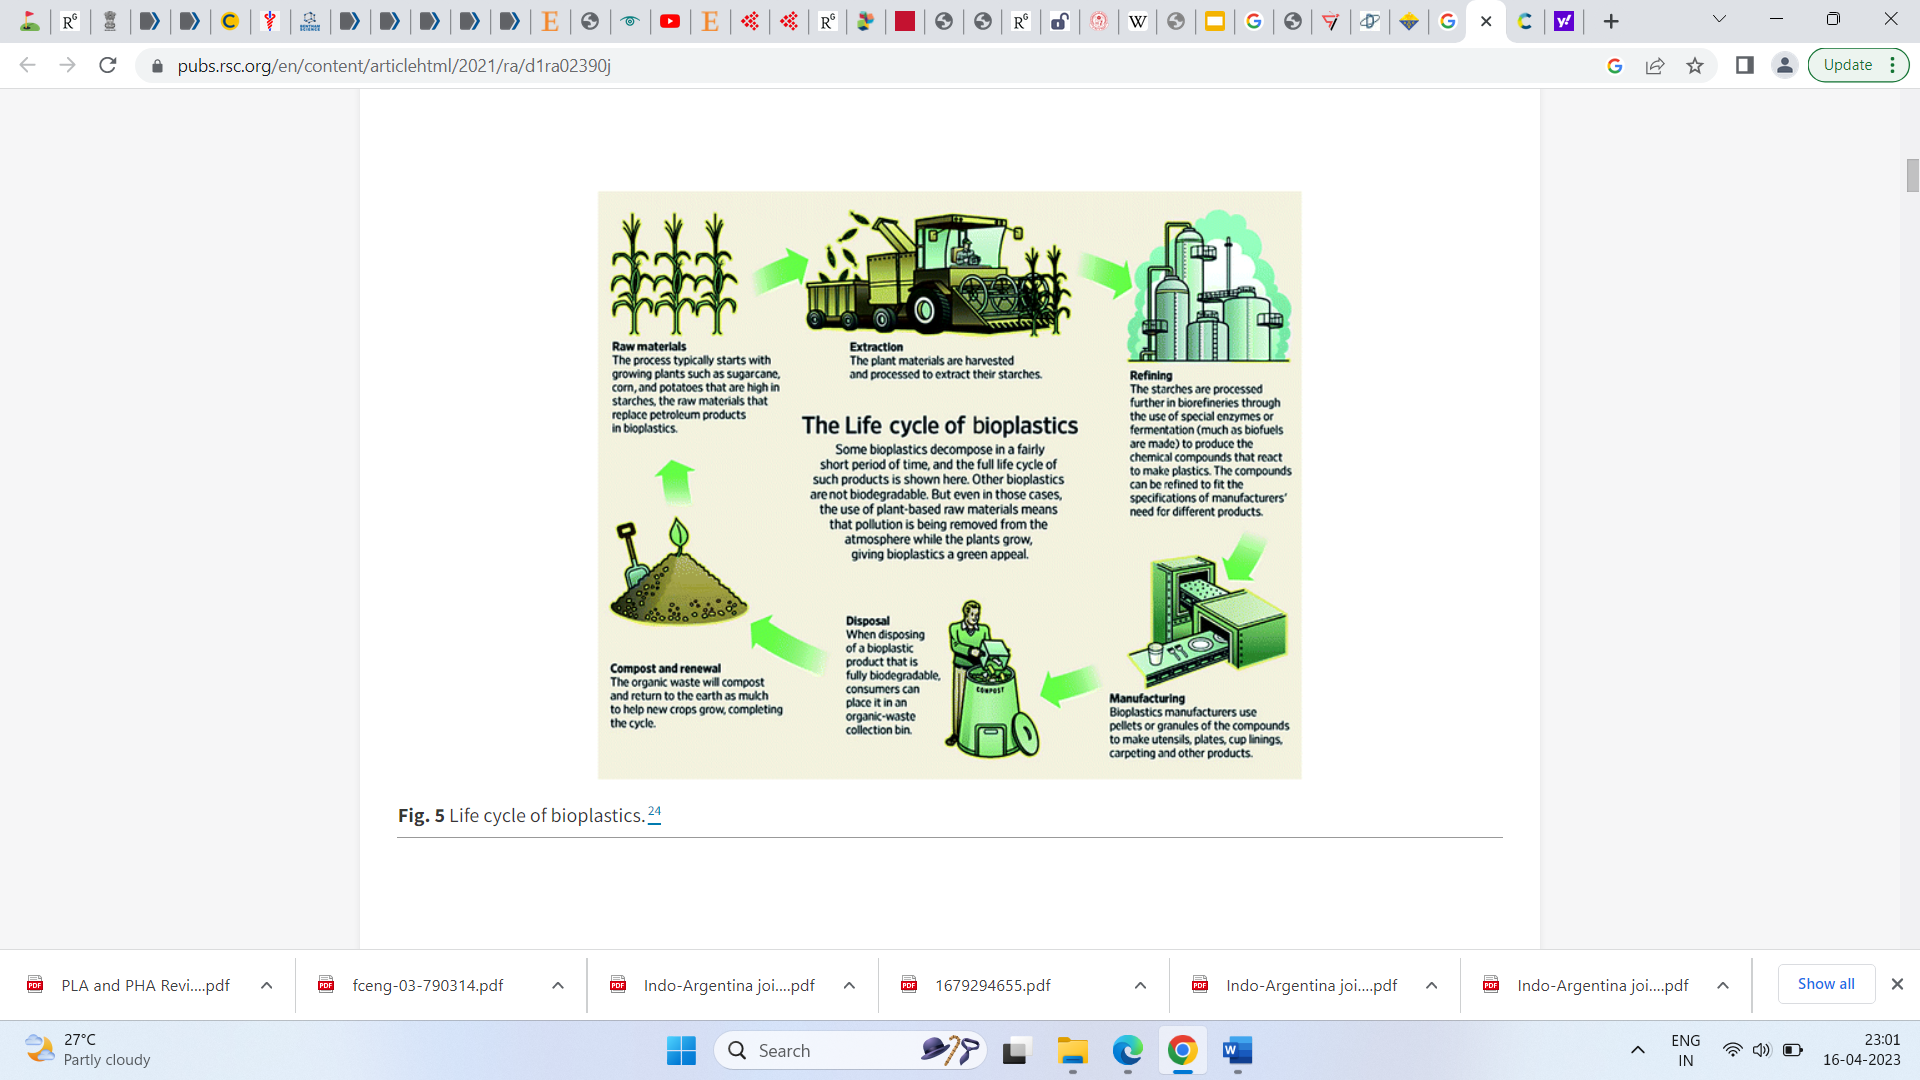 pubs.rsc.org/en/content/articlehtml/2021/ra/d1ra02390j
Update
Raw materials
The process typically starts with
growing plants such as sugarcane,
corn, and potatoes that are high in
starches, the raw materials that
replace petroleum products
in bioplastics.
Extraction
The plant materials are harvested
and processed to extract their starches.
Refining
The starches are processed
further in biorefineries through
the use of special enzymes or
fermentation (much as biofuels
are made) to produce the
chemical compounds that react
to make plastics. The compounds
can be refined to fit the
specifications of manufacturers'
need for different products.
The Life cycle of bioplastics
Some bioplastics decompose in a fairly
short period of time, and the full life cycle of
such products is shown here. Other bioplastics
are not biodegradable. But even in those cases,
the use of plant-based raw materials means
that pollution is being removed from the
atmosphere while the plants grow,
giving bioplastics a green appeal.
Manufacturing
Bioplastics manufacturers use
pellets or granules of the compounds
to make utensils, plates, cup linings,
carpeting and other products.
Disposal
When disposing
of a bioplastic
product that is
fully biodegradable,
consumers can
place it in an
organic-waste
collection bin.
COMPOST
Compost and renewal
The organic waste will compost
and return to the earth as mulch
to help new crops grow, completing
the cycle.
Fig. 5 Life cycle of bioplastics.24
PLA and PHA Revi....pdf
fceng-03-790314.pdf
Indo-Argentina joi....pdf
1679294655.pdf
Indo-Argentina joi....pdf
Indo-Argentina joi....pdf
Show all
27°C
Partly cloudy
Search
ENG
IN
23:01
16-04-2023